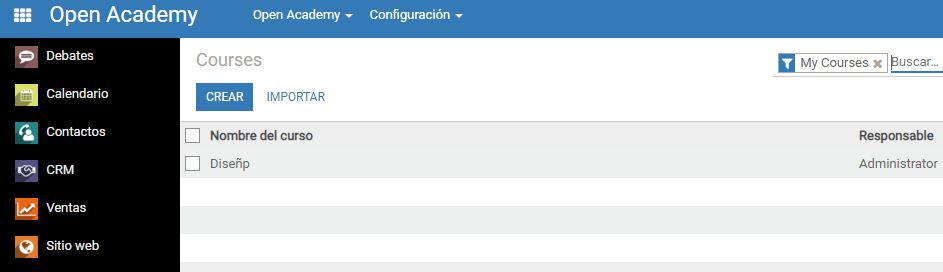 Open Academy Open Academy Configuración
Debates
Calendario
Contactos
CRM
Ventas
Sitio web
Courses
My Courses Buscar...
CREAR IMPORTAR
Nombre del curso Responsable
Diseñp Administrator